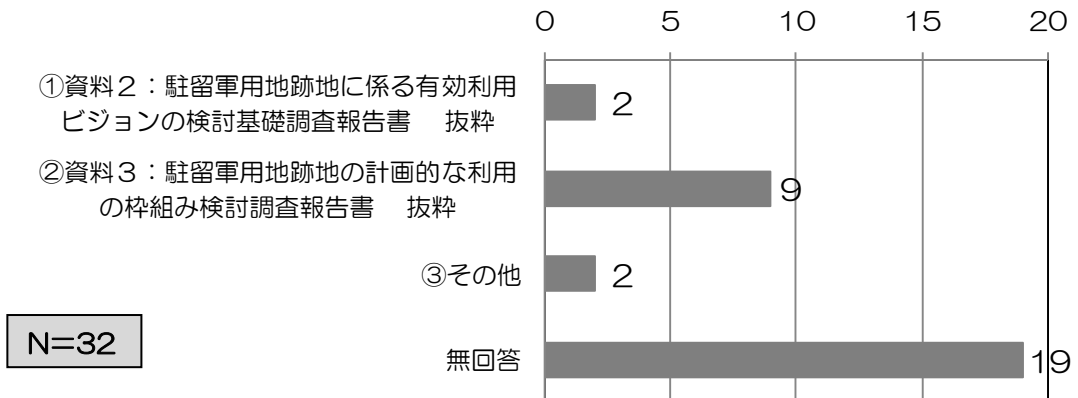 0 5 10 15 20
①資料２：駐留軍用地跡地に係る有効利用
ビジョンの検討基礎調査報告書　抜粋
2
②資料３：駐留軍用地跡地の計画的な利用
の枠組み検討調査報告書　抜粋
9
③その他
2
N=32
無回答
19